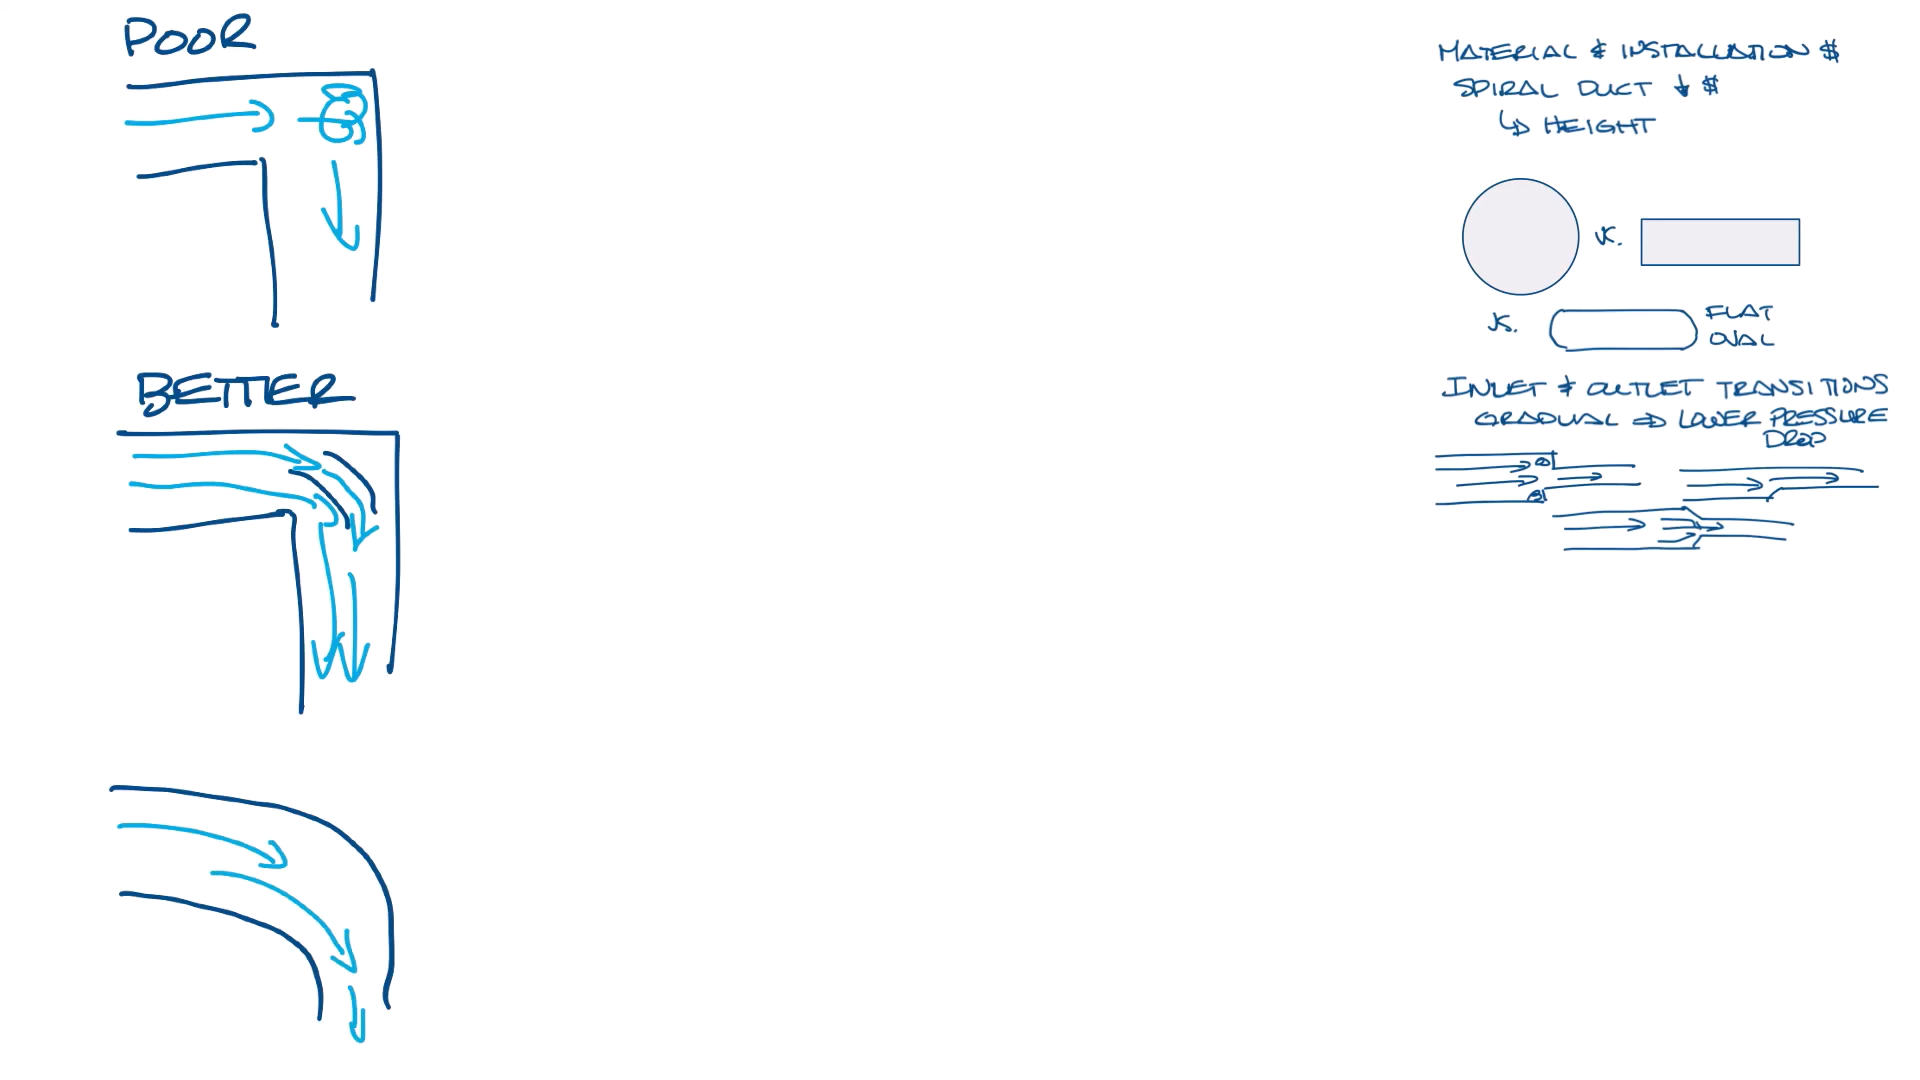 POOR
BETTER
MATERIAL & INSTALLATION $
SPIRAL DUCT ↓ $
↳ HEIGHT
VS.
VS.
FLAT
OVAL
INLET & OUTLET TRANSITIONS
GRADUAL ⇒ LOWER PRESSURE
DROP